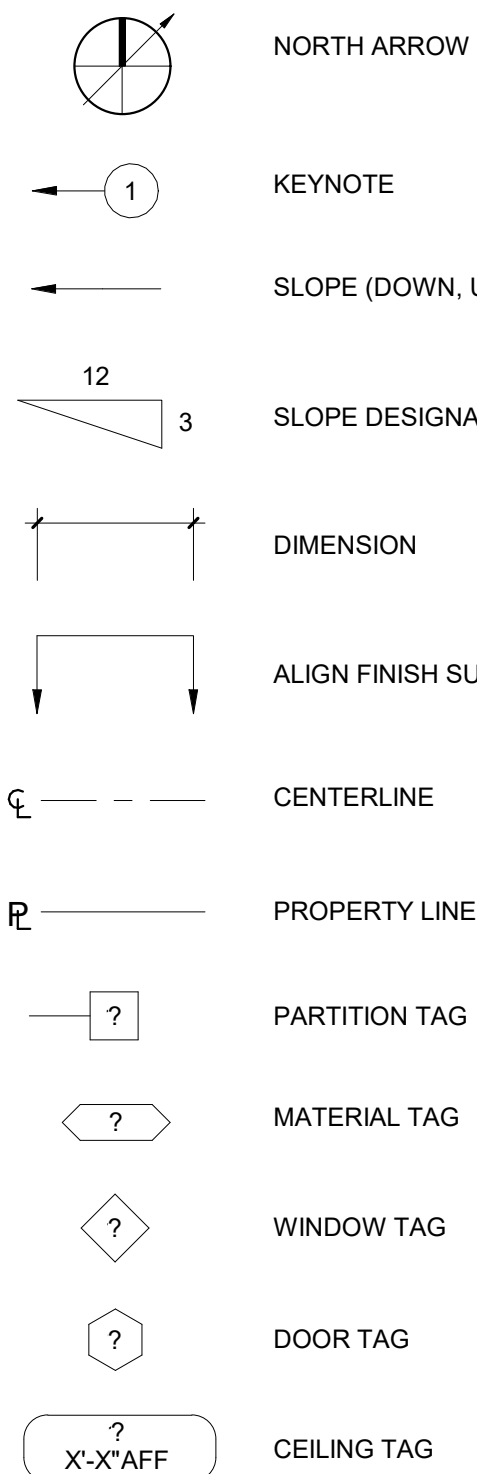 NORTH ARROW
1 KEYNOTE
SLOPE (DOWN, U
12
3 SLOPE DESIGNA
DIMENSION
ALIGN FINISH SU
℄ CENTERLINE
PL PROPERTY LINE
? PARTITION TAG
? MATERIAL TAG
? WINDOW TAG
? DOOR TAG
?
X'-X"AFF CEILING TAG